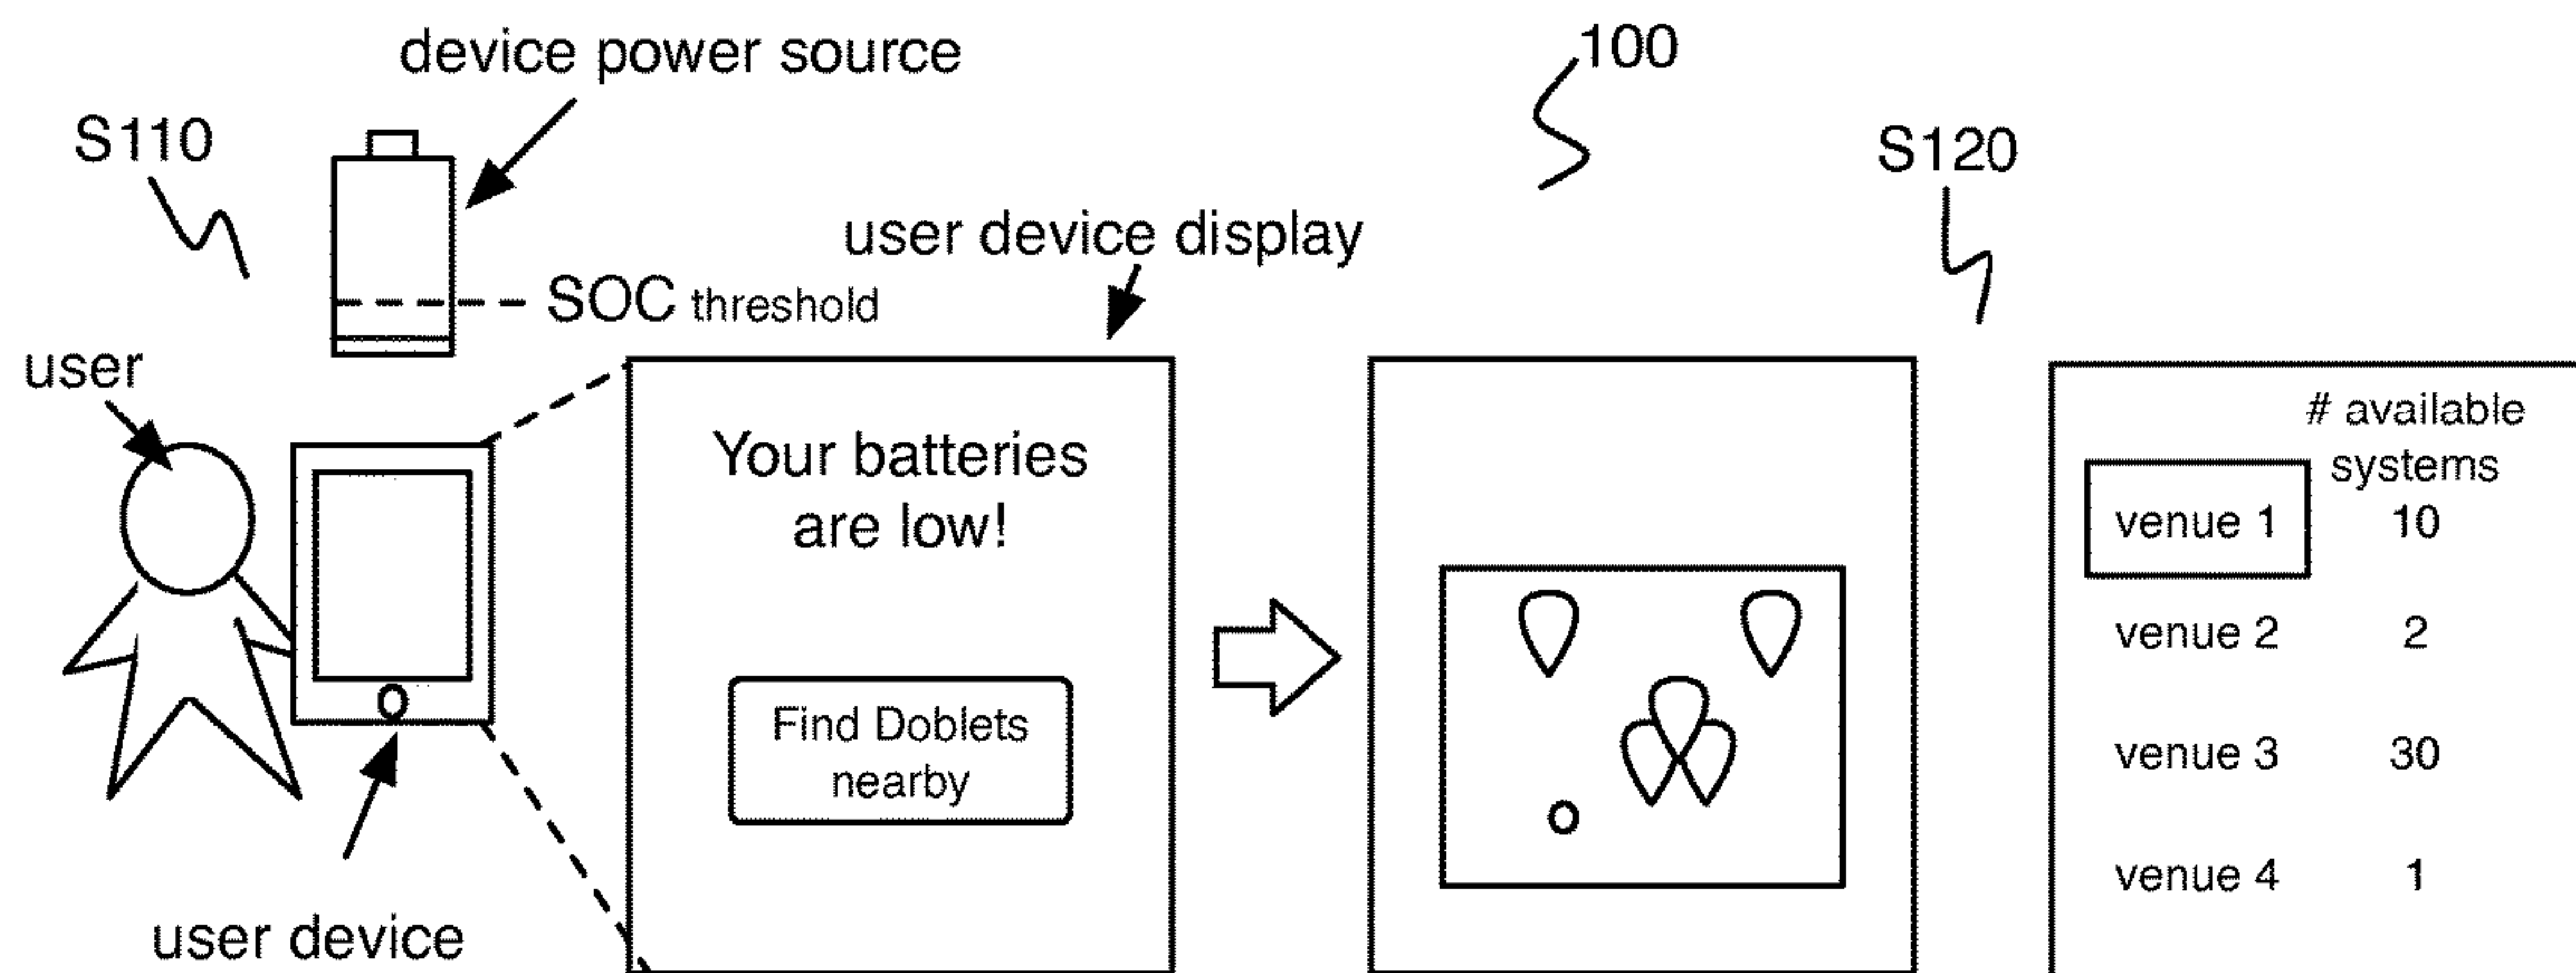 device power source
100
S110
S120
user device display
SOC threshold
user
Your batteries
are low!
Find Doblets
nearby
user device
# available
systems
venue 1 10
venue 2 2
venue 3 30
venue 4 1